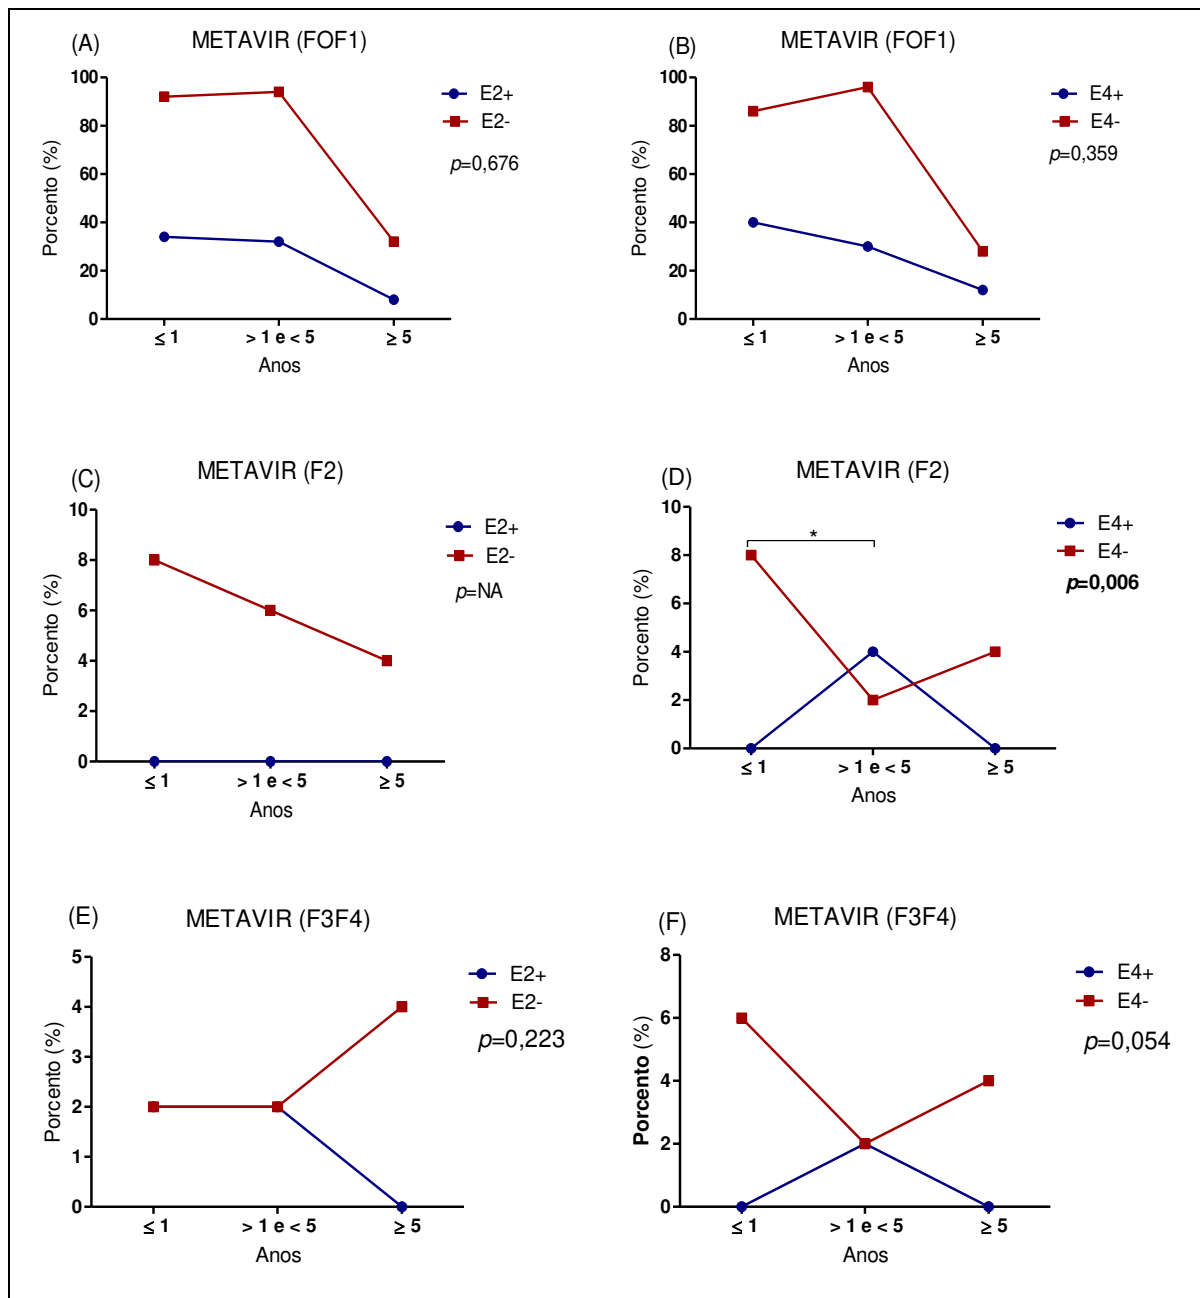 (A)
METAVIR (FOF1)
100
80
60
40
20
0
Porcento (%)
≤ 1
> 1 e < 5
≥ 5
Anos
E2+
E2-
p=0,676
(B)
METAVIR (FOF1)
100
80
60
40
20
0
Porcento (%)
≤ 1
> 1 e < 5
≥ 5
Anos
E4+
E4-
p=0,359
(C)
METAVIR (F2)
10
8
6
4
2
0
Porcento (%)
≤ 1
> 1 e < 5
≥ 5
Anos
E2+
E2-
p=NA
(D)
METAVIR (F2)
10
8
6
4
2
0
Porcento (%)
*
≤ 1
> 1 e < 5
≥ 5
Anos
E4+
E4-
p=0,006
(E)
METAVIR (F3F4)
5
4
3
2
1
0
Porcento (%)
≤ 1
> 1 e < 5
≥ 5
Anos
E2+
E2-
p=0,223
(F)
METAVIR (F3F4)
8
6
4
2
0
Porcento (%)
≤ 1
> 1 e < 5
≥ 5
Anos
E4+
E4-
p=0,054